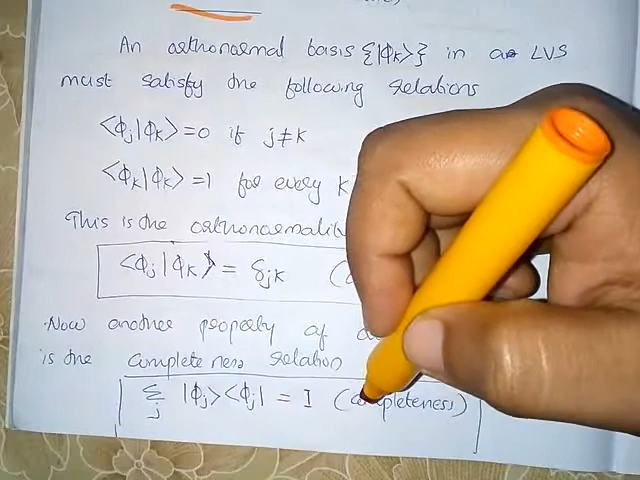 An orthonormal basis {|Φk>} in a LVS
must satisfy the following relations
<Φj|Φk> = 0 if j≠k
<Φk|Φk> = 1 for every k
This is the
<Φj|Φk> = δjk (
Now another property of
is the completeness relation
Σj |Φj><Φj| = I (completeness)